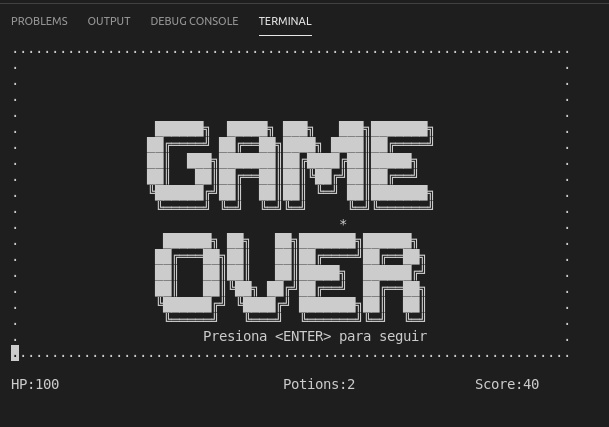 PROBLEMS OUTPUT DEBUG CONSOLE TERMINAL
GAME
*
OVER
Presiona <ENTER> para seguir
HP:100 Potions:2 Score:40